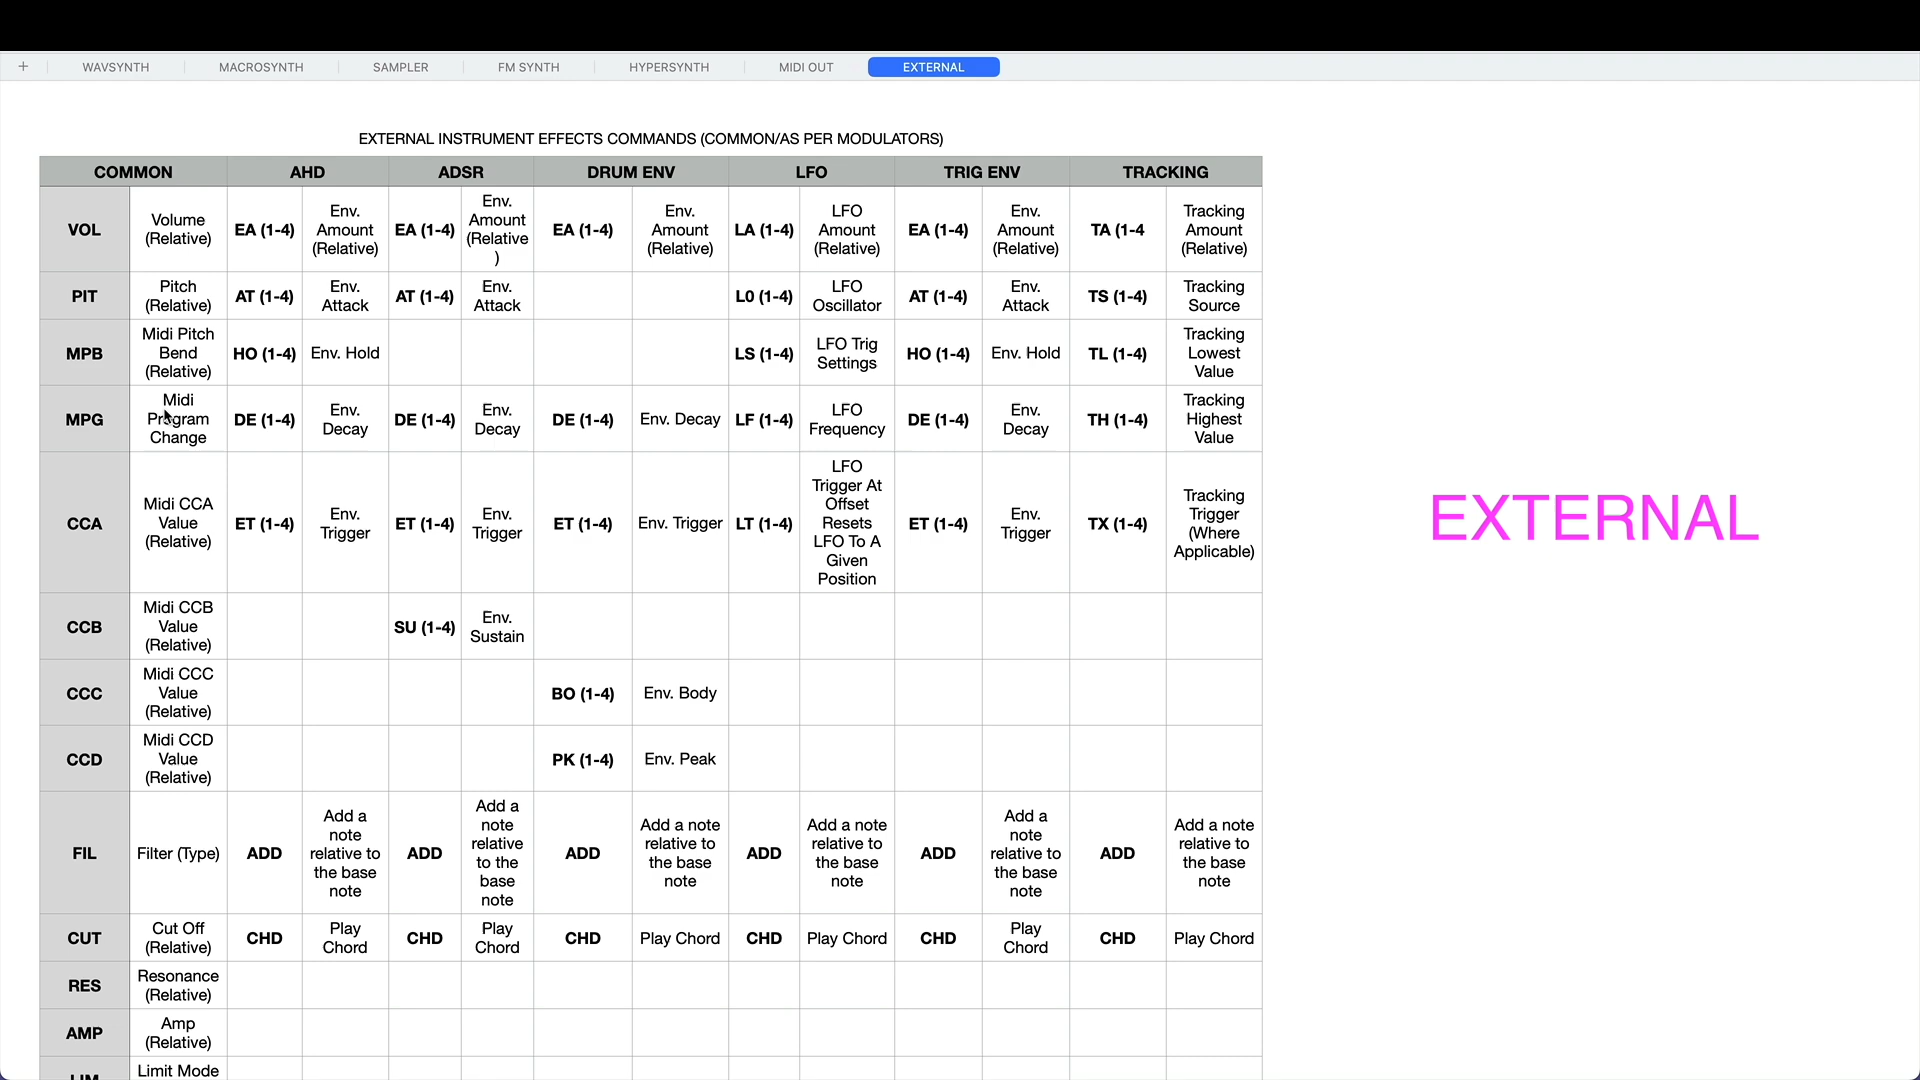 + WAVSYNTH MACROSYNTH SAMPLER FM SYNTH HYPERSYNTH MIDI OUT EXTERNAL
EXTERNAL INSTRUMENT EFFECTS COMMANDS (COMMON/AS PER MODULATORS)
COMMON AHD ADSR DRUM ENV LFO TRIG ENV TRACKING
VOL Volume (Relative) EA (1-4) Env. Amount (Relative) EA (1-4) Env. Amount (Relative ) EA (1-4) Env. Amount (Relative) LA (1-4) LFO Amount (Relative) EA (1-4) Env. Amount (Relative) TA (1-4 Tracking Amount (Relative)
PIT Pitch (Relative) AT (1-4) Env. Attack AT (1-4) Env. Attack L0 (1-4) LFO Oscillator AT (1-4) Env. Attack TS (1-4) Tracking Source
MPB Midi Pitch Bend (Relative) HO (1-4) Env. Hold LS (1-4) LFO Trig Settings HO (1-4) Env. Hold TL (1-4) Tracking Lowest Value
MPG Midi Program Change DE (1-4) Env. Decay DE (1-4) Env. Decay DE (1-4) Env. Decay LF (1-4) LFO Frequency DE (1-4) Env. Decay TH (1-4) Tracking Highest Value
CCA Midi CCA Value (Relative) ET (1-4) Env. Trigger ET (1-4) Env. Trigger ET (1-4) Env. Trigger LT (1-4) LFO Trigger At Offset Resets LFO To A Given Position ET (1-4) Env. Trigger TX (1-4) Tracking Trigger (Where Applicable)
CCB Midi CCB Value (Relative) SU (1-4) Env. Sustain
CCC Midi CCC Value (Relative) BO (1-4) Env. Body
CCD Midi CCD Value (Relative) PK (1-4) Env. Peak
FIL Filter (Type) ADD Add a note relative to the base note ADD Add a note relative to the base note ADD Add a note relative to the base note ADD Add a note relative to the base note ADD Add a note relative to the base note ADD Add a note relative to the base note
CUT Cut Off (Relative) CHD Play Chord CHD Play Chord CHD Play Chord CHD Play Chord CHD Play Chord CHD Play Chord
RES Resonance (Relative)
AMP Amp (Relative)
LIM Limit Mode
EXTERNAL